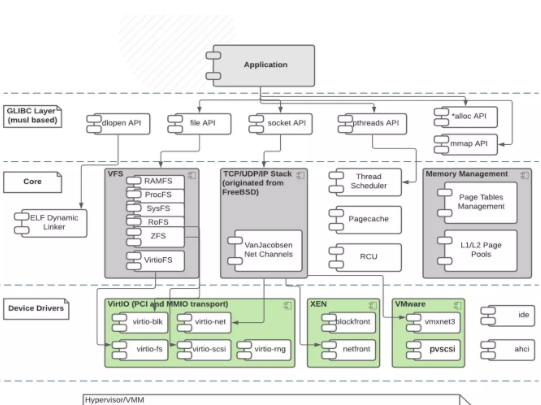 Application
GLIBC Layer
(musl based)
dlopen API
file API
socket API
pthreads API
*alloc API
mmap API
Core
VFS
RAMFS
ProcFS
SysFS
RoFS
ZFS
VirtioFS
ELF Dynamic
Linker
TCP/UDP/IP Stack
(originated from
FreeBSD)
VanJacobsen
Net Channels
Thread
Scheduler
Pagecache
RCU
Memory Management
Page Tables
Management
L1/L2 Page
Pools
Device Drivers
VirtIO (PCI and MMIO transport)
virtio-blk
virtio-net
virtio-fs
virtio-scsi
virtio-rng
XEN
blockfront
netfront
VMware
vmxnet3
pvscsi
ide
ahci
Hypervisor/VMM